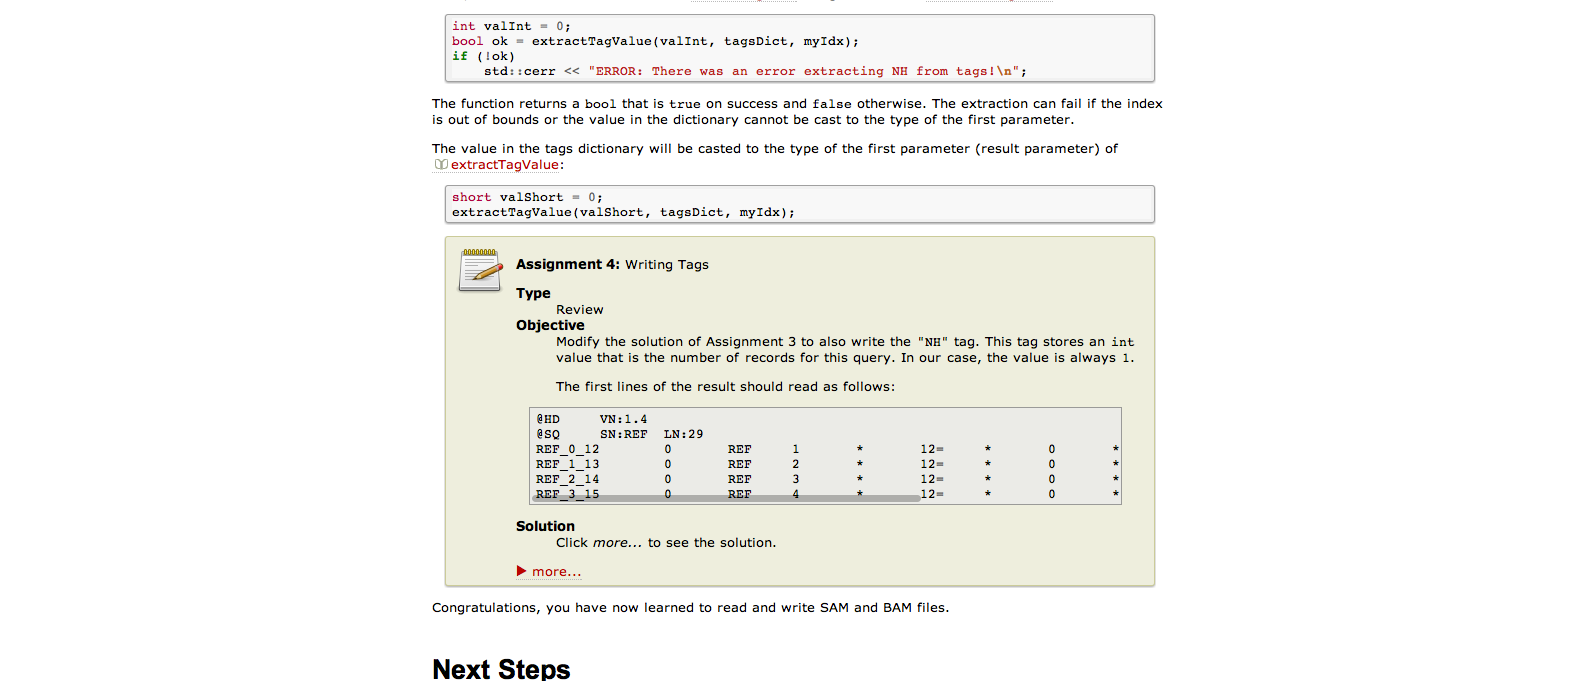 int valInt = 0;
bool ok = extractTagValue(valInt, tagsDict, myIdx);
if (!ok)
    std::cerr << "ERROR: There was an error extracting NH from tags!\n";
The function returns a bool that is true on success and false otherwise. The extraction can fail if the index
is out of bounds or the value in the dictionary cannot be cast to the type of the first parameter.
The value in the tags dictionary will be casted to the type of the first parameter (result parameter) of
extractTagValue:
short valShort = 0;
extractTagValue(valShort, tagsDict, myIdx);
Assignment 4: Writing Tags
Type
Review
Objective
Modify the solution of Assignment 3 to also write the "NH" tag. This tag stores an int
value that is the number of records for this query. In our case, the value is always 1.
The first lines of the result should read as follows:
@HD VN:1.4
@SQ SN:REF LN:29
REF_0_12 0 REF 1 * 12= * 0 *
REF_1_13 0 REF 2 * 12= * 0 *
REF_2_14 0 REF 3 * 12= * 0 *
REF_3_15 0 REF 4 * 12= * 0 *
Solution
Click more... to see the solution.
more...
Congratulations, you have now learned to read and write SAM and BAM files.
Next Steps